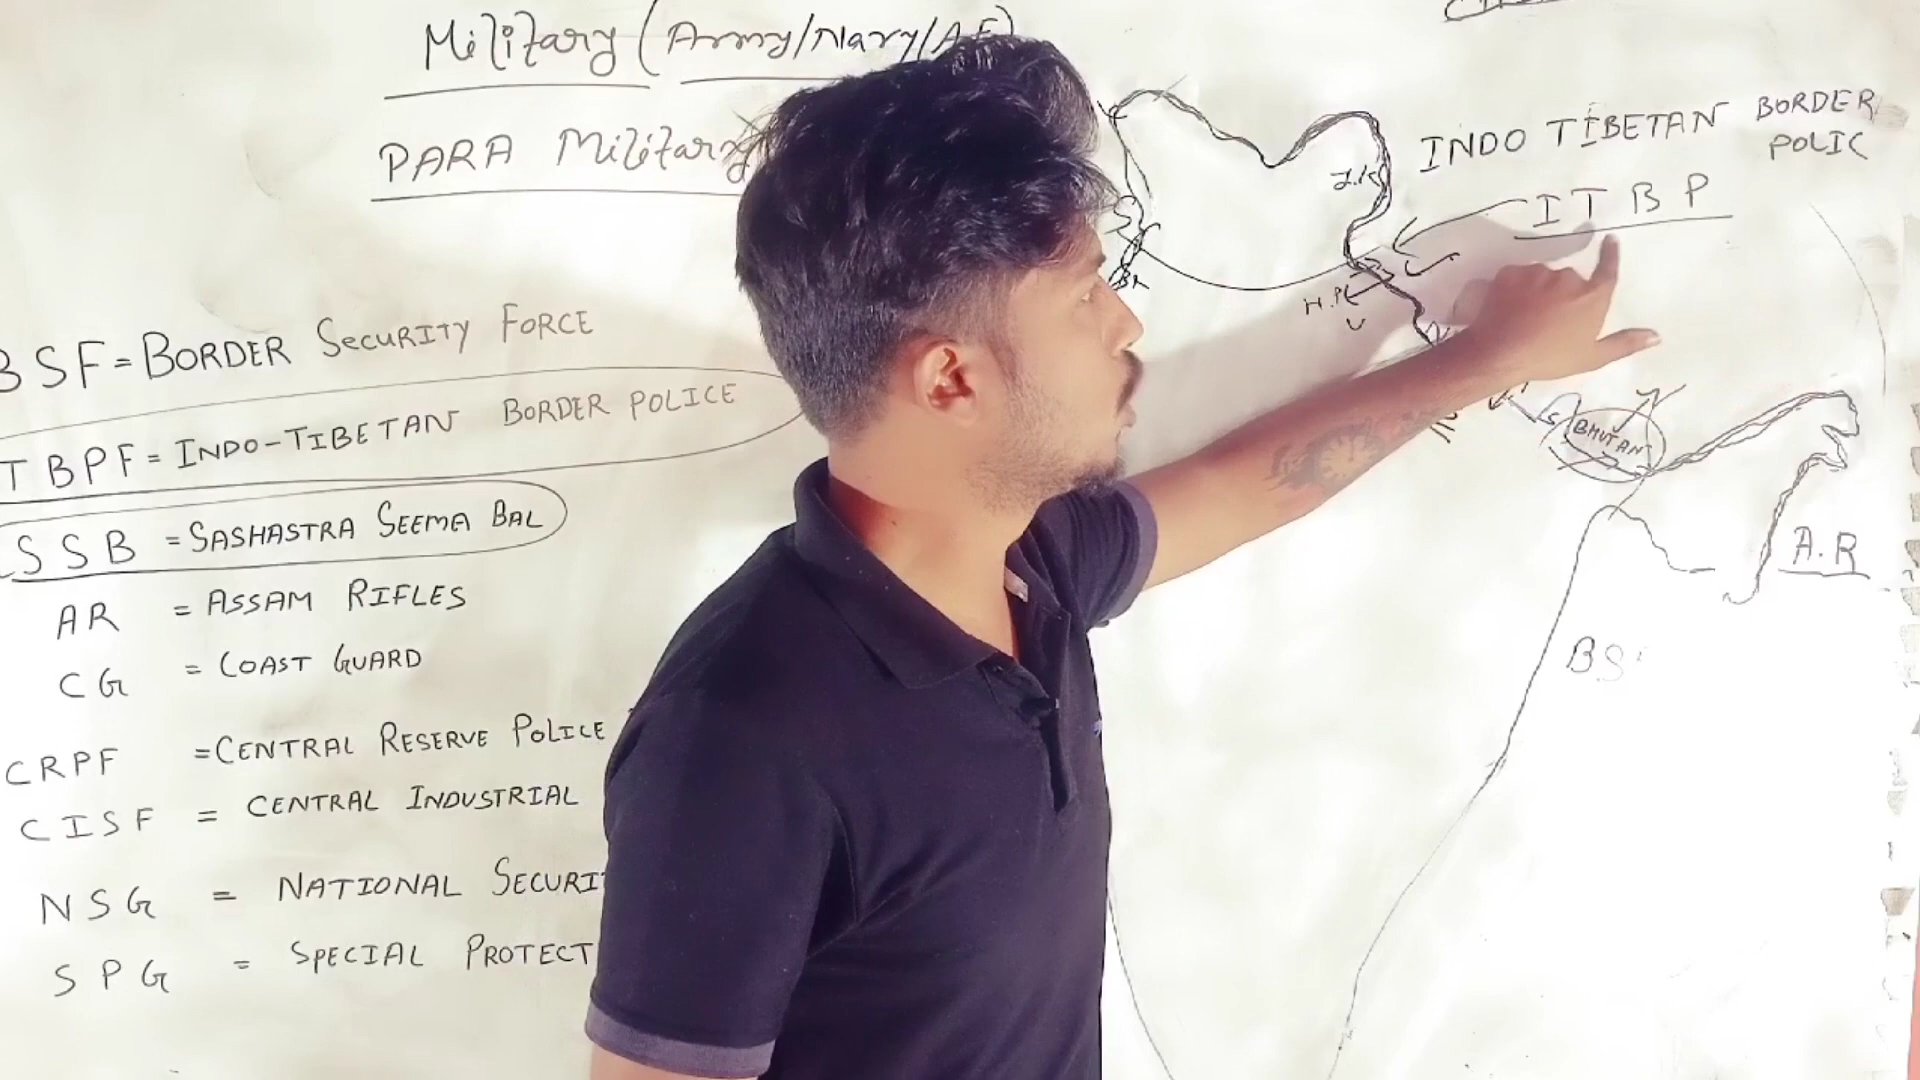 Military (Army/Navy/AF)
PARA Military
BSF = BORDER SECURITY FORCE
TBPF = INDO-TIBETAN BORDER POLICE
SSB = SASHASTRA SEEMA BAL
AR = ASSAM RIFLES
CG = COAST GUARD
CRPF = CENTRAL RESERVE POLICE
CISF = CENTRAL INDUSTRIAL
NSG = NATIONAL SECURI
SPG = SPECIAL PROTECT
INDO TIBETAN BORDER
POLIC
ITBP
J.K
H.P
BHUTAN
A.R
BS